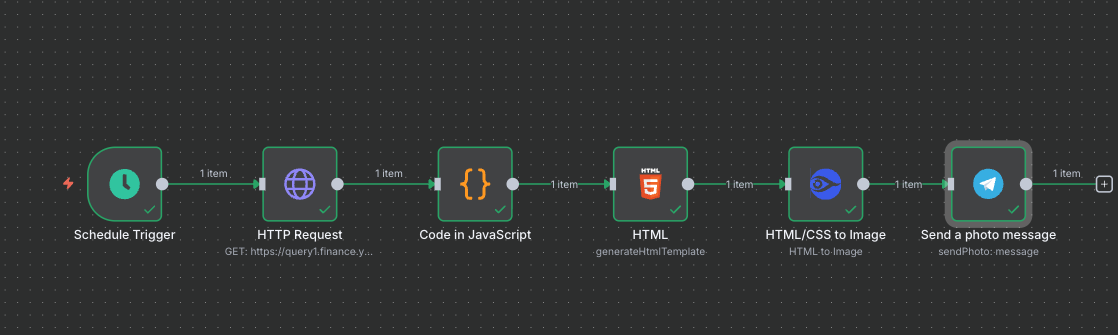 1 item
1 item
1 item
1 item
1 item
1 item
HTML
5
Schedule Trigger
HTTP Request
Code in JavaScript
HTML
HTML/CSS to Image
Send a photo message
GET: https://query1.finance.y...
generateHtmlTemplate
HTML to Image
sendPhoto: message